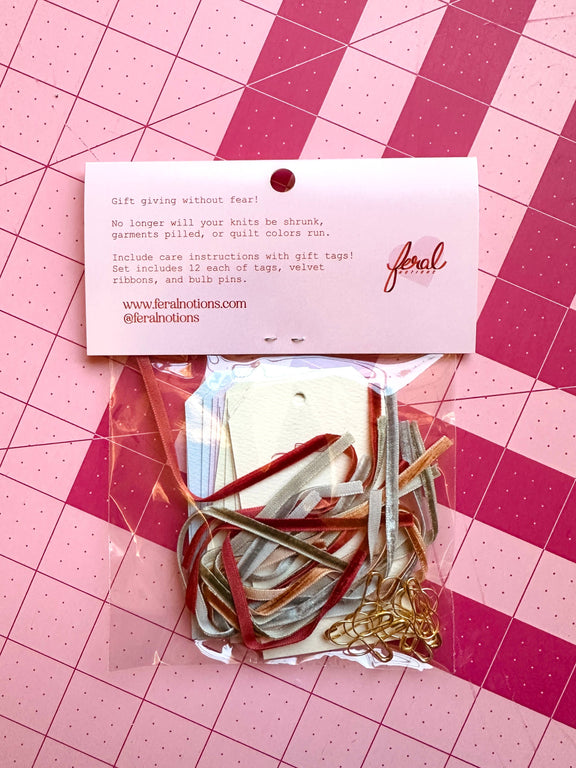 Gift giving without fear!
No longer will your knits be shrunk,
garments pilled, or quilt colors run.
Include care instructions with gift tags!
Set includes 12 each of tags, velvet
ribbons, and bulb pins.
www.feralnotions.com
@feralnotions
feral
NOTIONS